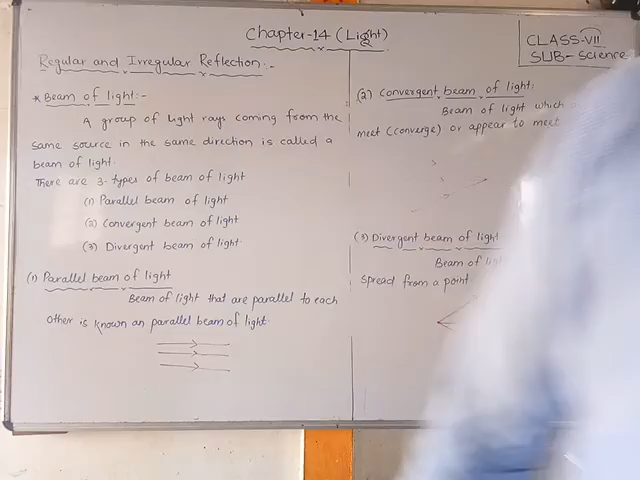 Chapter-14 (Light)
CLASS-VII
SUB-Science
Regular and Irregular Reflection:-
* Beam of light:-
A group of light rays coming from the
same source in the same direction is called a
beam of light.
There are 3-types of beam of light
(1) Parallel beam of light
(2) Convergent beam of light
(3) Divergent beam of light
(1) Parallel beam of light
Beam of light that are parallel to each
other is known an parallel beam of light.
(2) Convergent beam of light:
Beam of light which
meet (converge) or appear to meet
(3) Divergent beam of light
Beam of
spread from a point